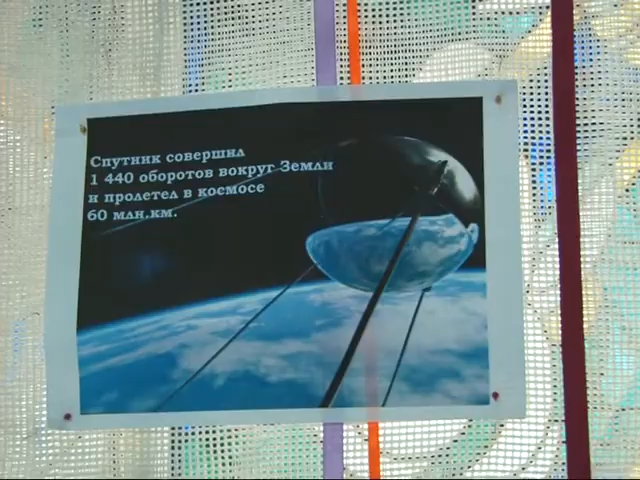 Спутник совершил
1 440 оборотов вокруг Земли
и пролетел в космосе
60 млн.км.